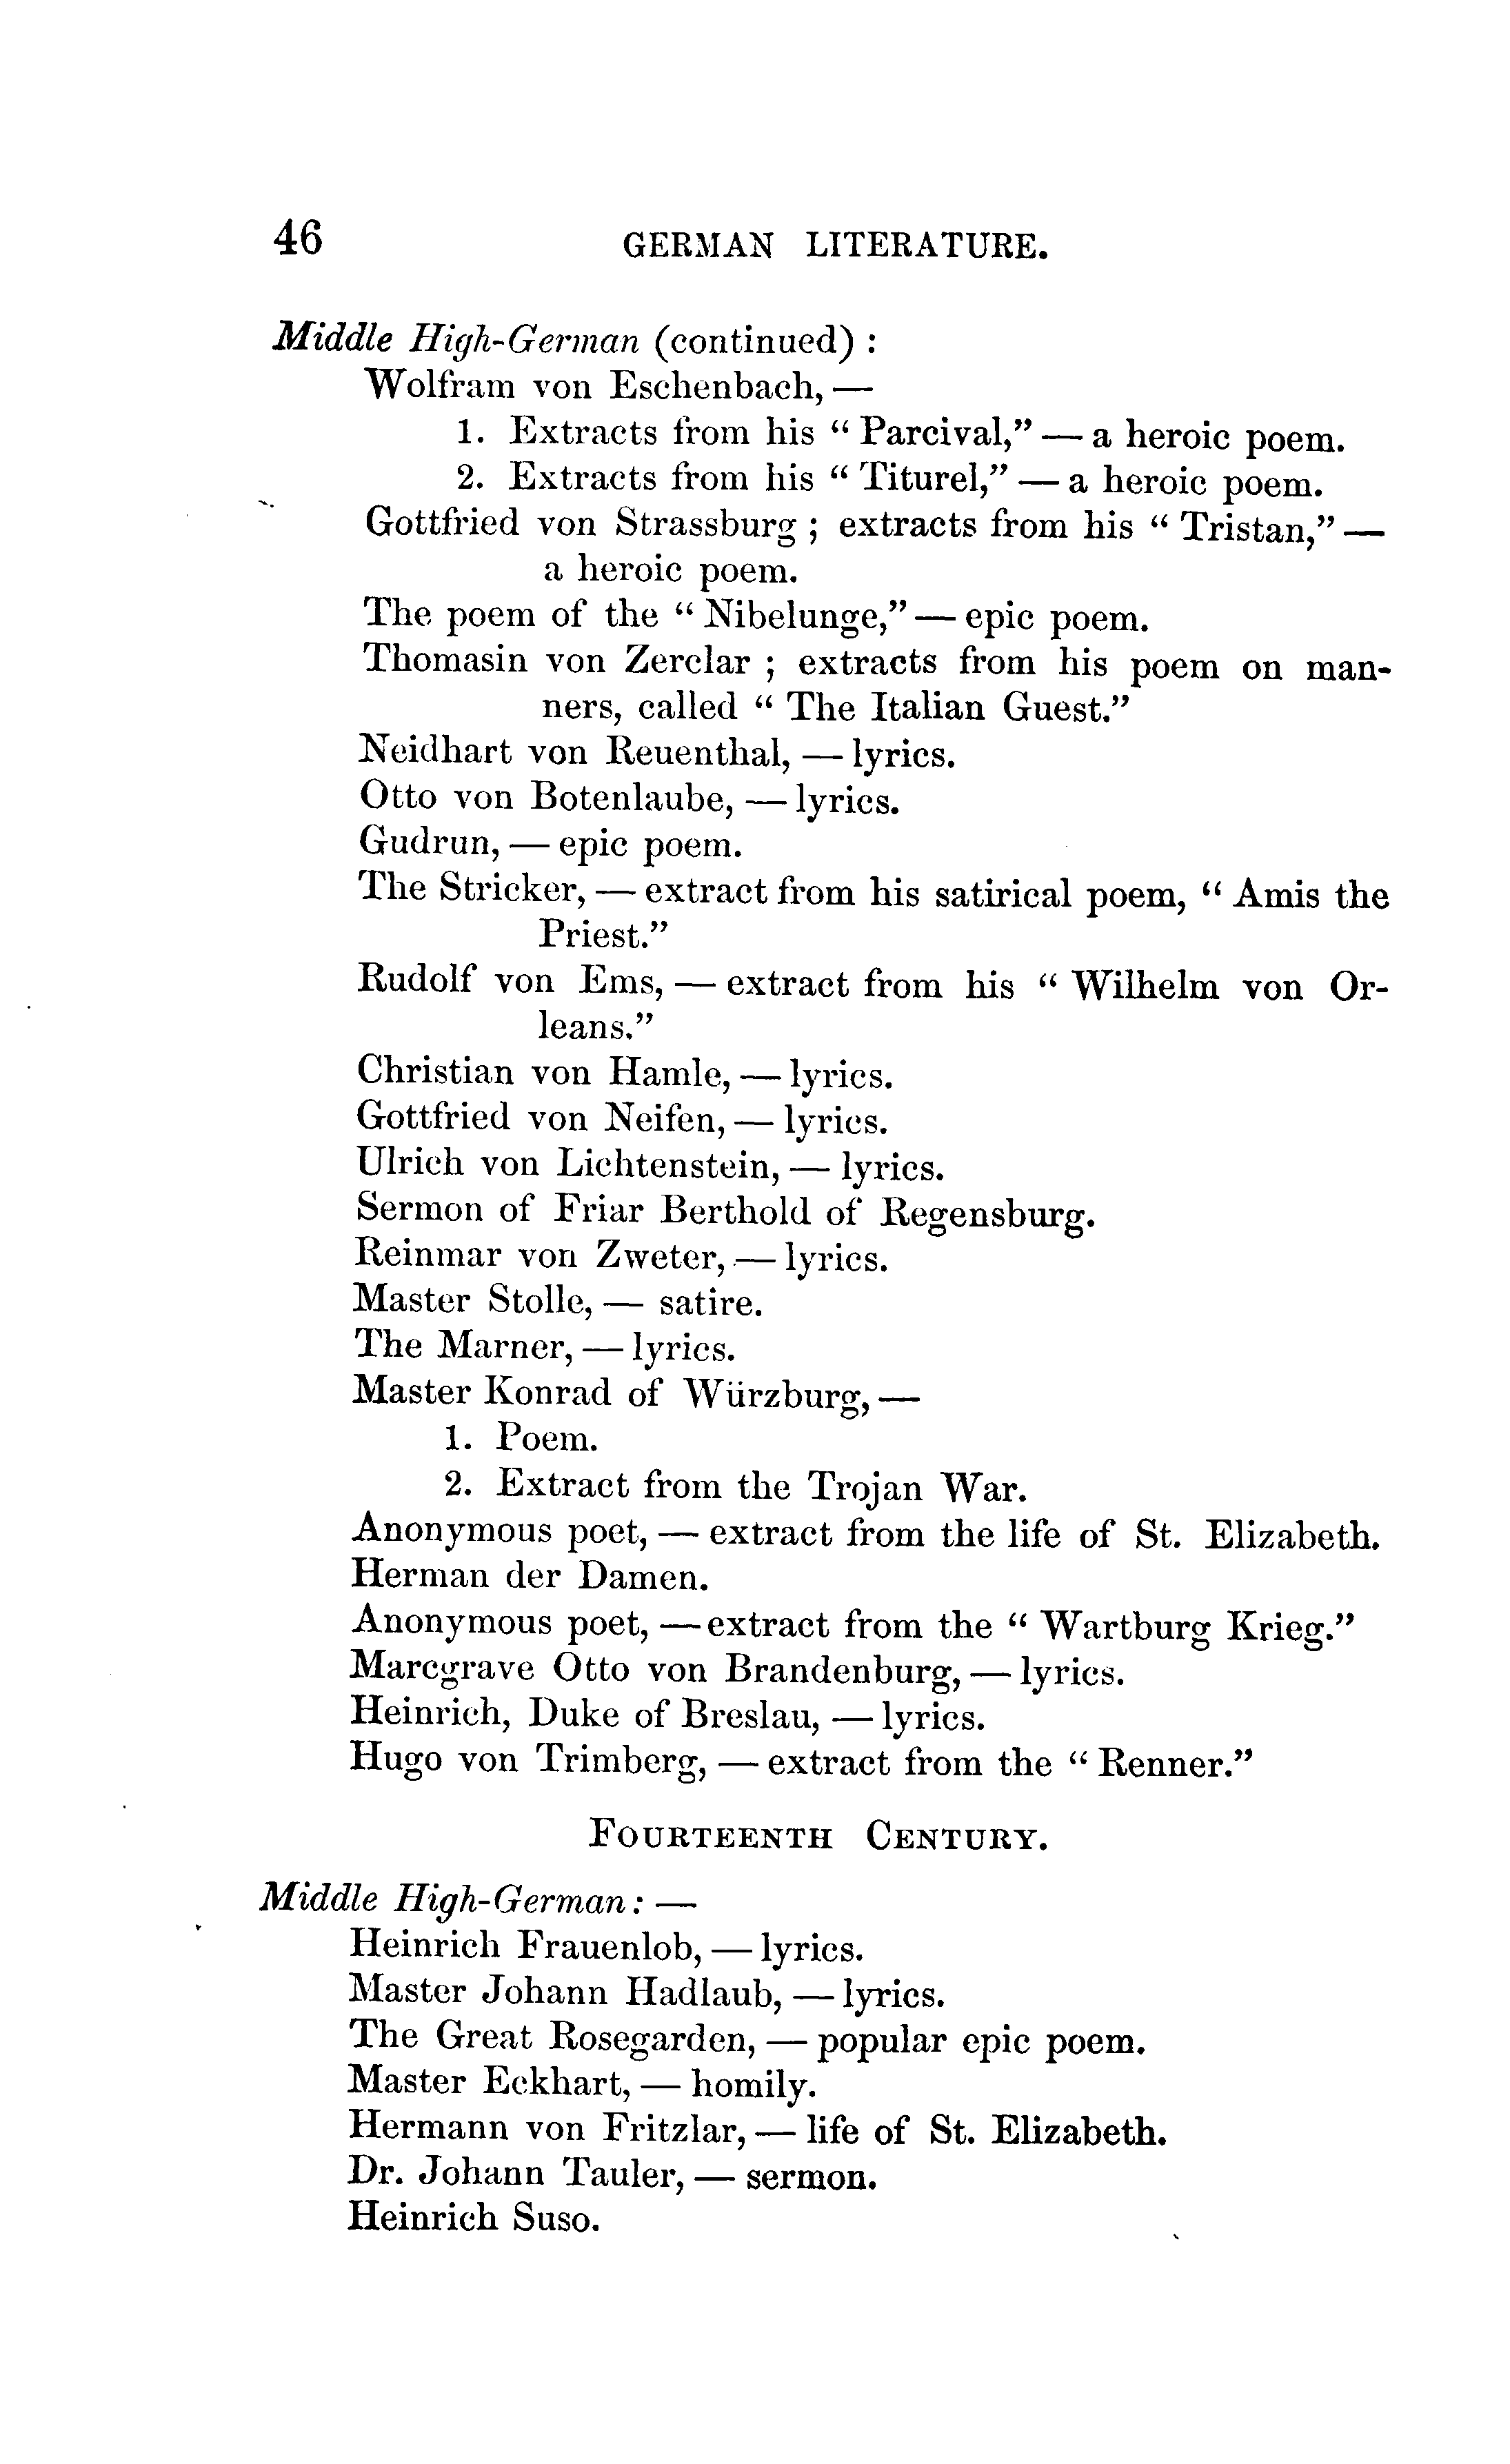 46 GERMAN LITERATURE.
Middle High-German (continued) :
Wolfram von Eschenbach, —
1. Extracts from his “ Parcival,” — a heroic poem.
2. Extracts from his “ Titurel,” — a heroic poem.
Gottfried von Strassburg ; extracts from his “ Tristan,” —
a heroic poem.
The poem of the “ Nibelunge,” — epic poem.
Thomasin von Zerclar ; extracts from his poem on man-
ners, called “ The Italian Guest.”
Neidhart von Reuenthal, — lyrics.
Otto von Botenlaube, — lyrics.
Gudrun, — epic poem.
The Stricker, — extract from his satirical poem, “ Amis the
Priest.”
Rudolf von Ems, — extract from his “ Wilhelm von Or-
leans.”
Christian von Hamle, — lyrics.
Gottfried von Neifen, — lyrics.
Ulrich von Lichtenstein, — lyrics.
Sermon of Friar Berthold of Regensburg.
Reinmar von Zweter, — lyrics.
Master Stolle, — satire.
The Marner, — lyrics.
Master Konrad of Würzburg, —
1. Poem.
2. Extract from the Trojan War.
Anonymous poet, — extract from the life of St. Elizabeth.
Herman der Damen.
Anonymous poet, — extract from the “ Wartburg Krieg.”
Marcgrave Otto von Brandenburg, — lyrics.
Heinrich, Duke of Breslau, — lyrics.
Hugo von Trimberg, — extract from the “ Renner.”
FOURTEENTH CENTURY.
Middle High-German : —
Heinrich Frauenlob, — lyrics.
Master Johann Hadlaub, — lyrics.
The Great Rosegarden, — popular epic poem.
Master Eckhart, — homily.
Hermann von Fritzlar, — life of St. Elizabeth.
Dr. Johann Tauler, — sermon.
Heinrich Suso.